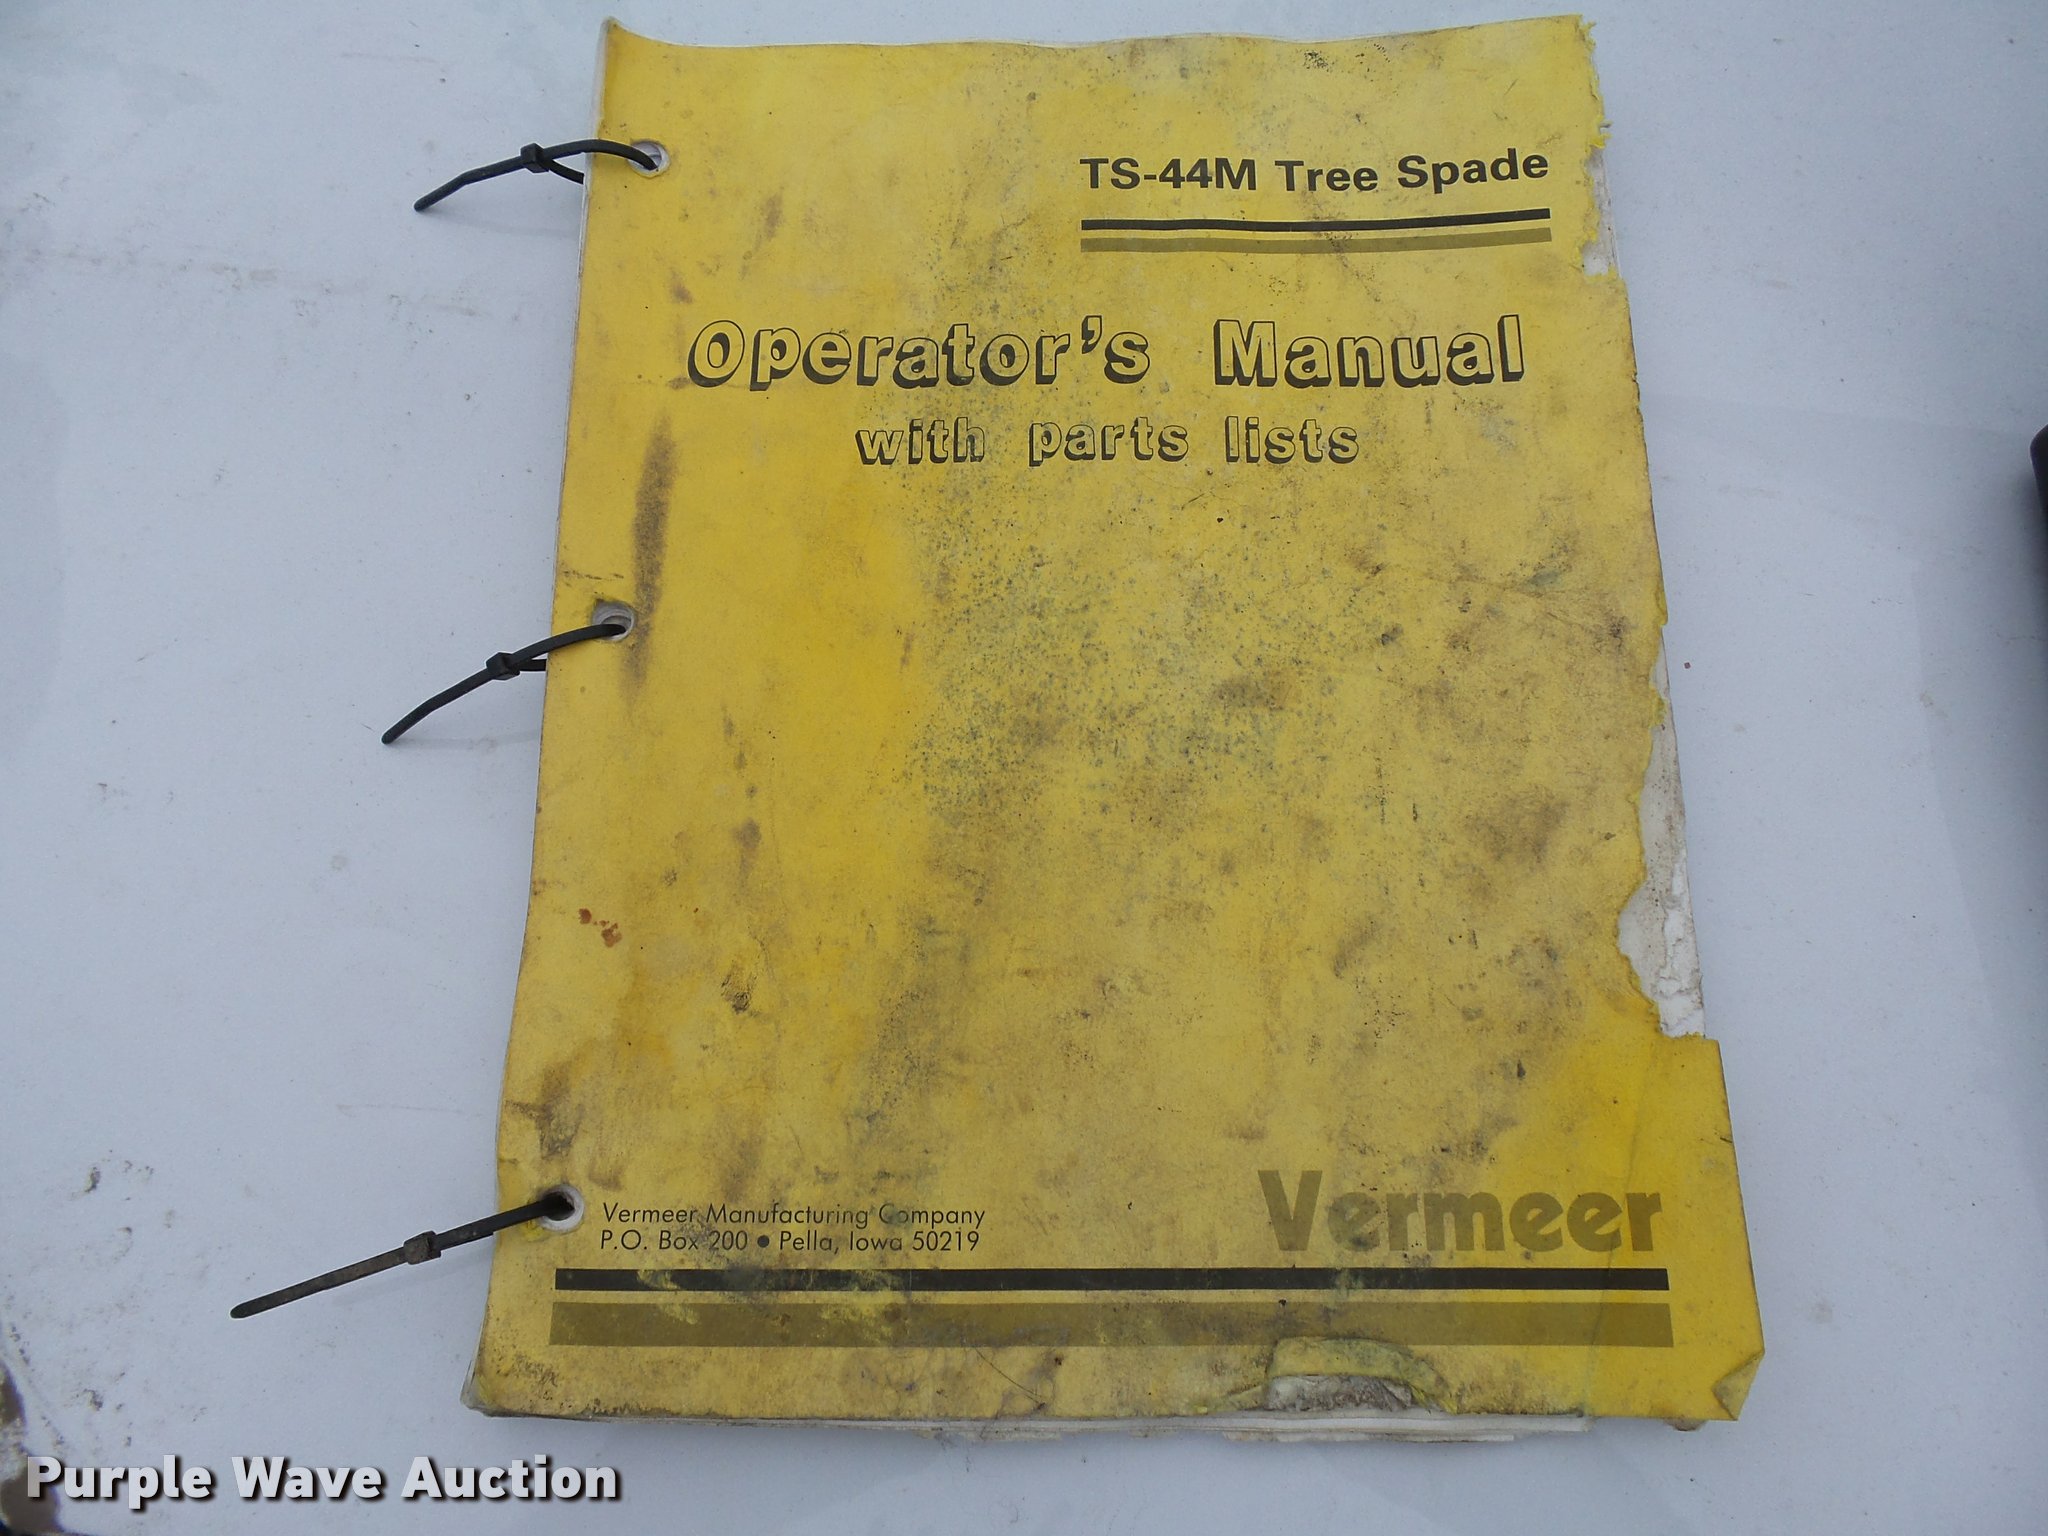 TS-44M Tree Spade
Operator's Manual
with parts lists
Vermeer Manufacturing Company
P.O. Box 200 • Pella, Iowa 50219
Vermeer
Purple Wave Auction